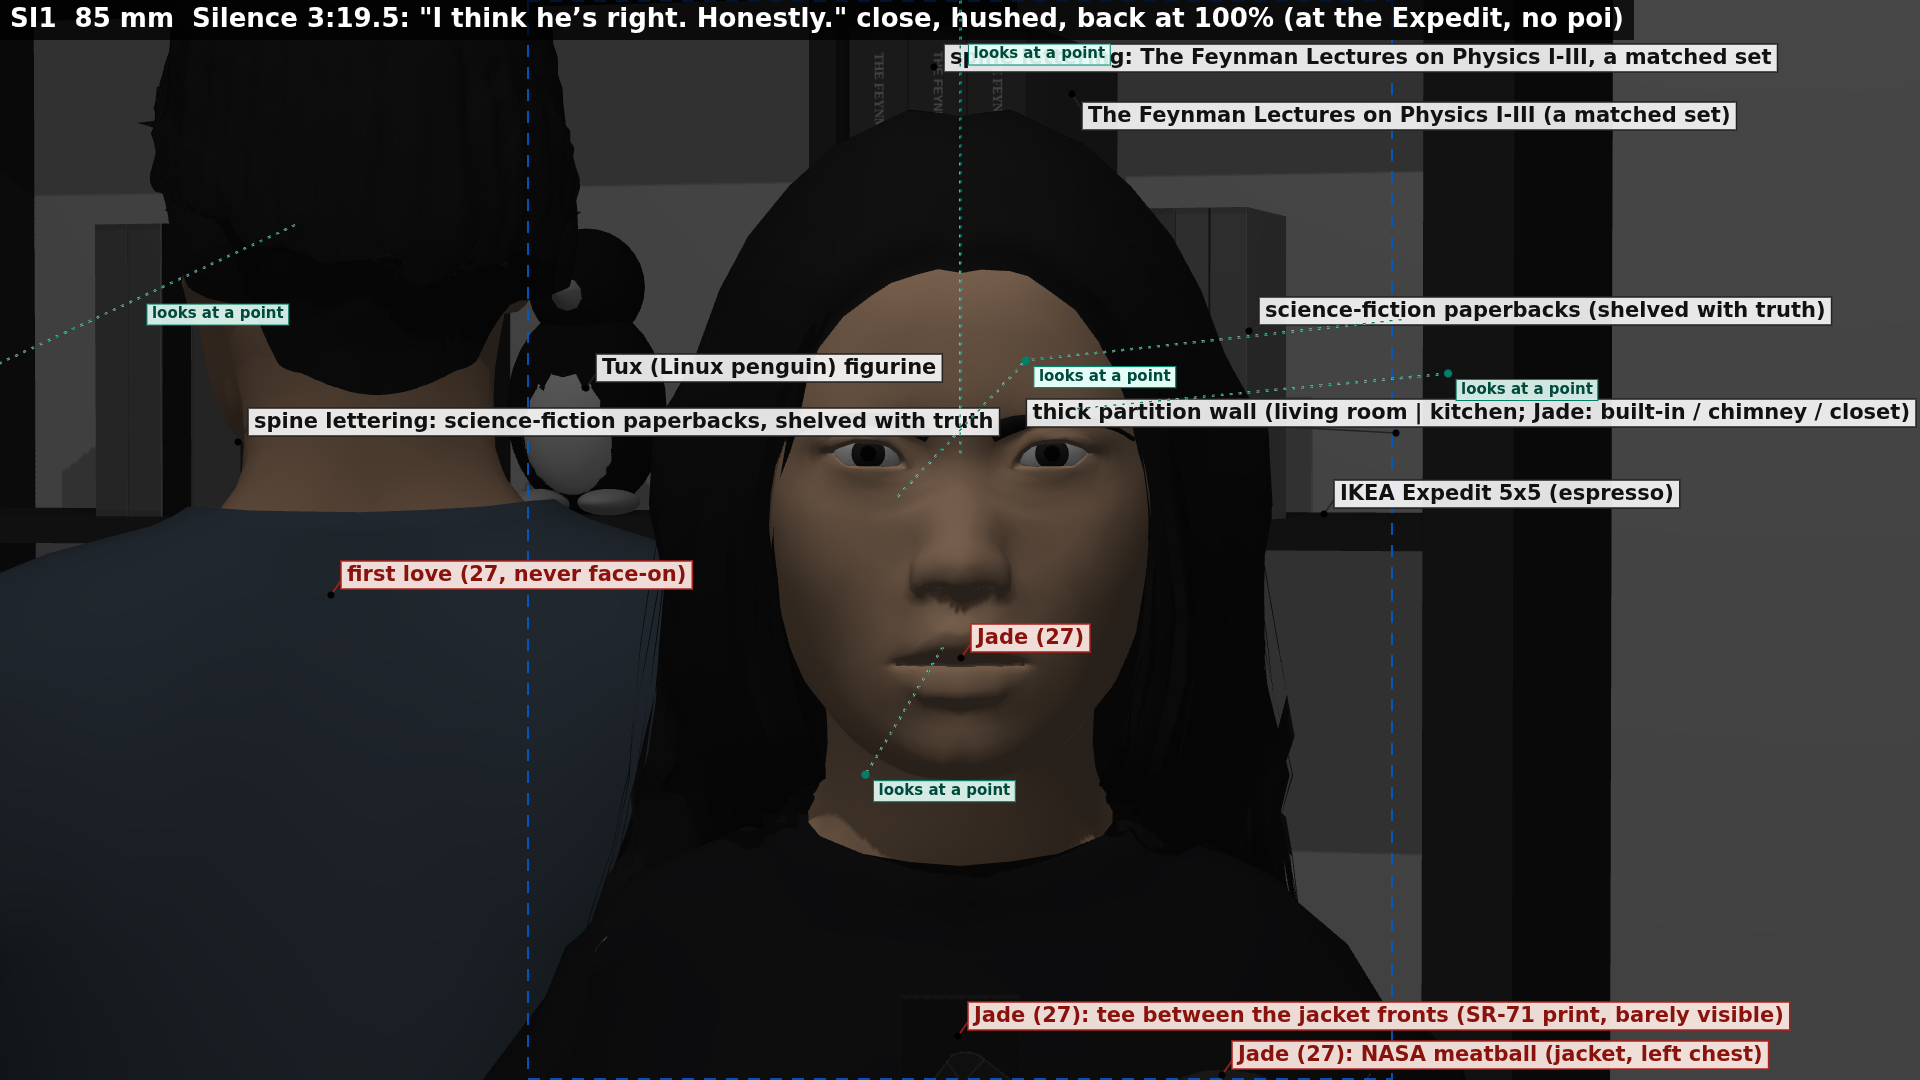 SI1  85 mm  Silence 3:19.5: "I think he’s right. Honestly." close, hushed, back at 100% (at the Expedit, no poi)
looks at a point
g: The Feynman Lectures on Physics I-III, a matched set
THE FEYN
THE FEYN
FEYN
The Feynman Lectures on Physics I-III (a matched set)
looks at a point
science-fiction paperbacks (shelved with truth)
Tux (Linux penguin) figurine
looks at a point
looks at a point
spine lettering: science-fiction paperbacks, shelved with truth
thick partition wall (living room | kitchen; Jade: built-in / chimney / closet)
IKEA Expedit 5x5 (espresso)
first love (27, never face-on)
Jade (27)
looks at a point
Jade (27): tee between the jacket fronts (SR-71 print, barely visible)
Jade (27): NASA meatball (jacket, left chest)